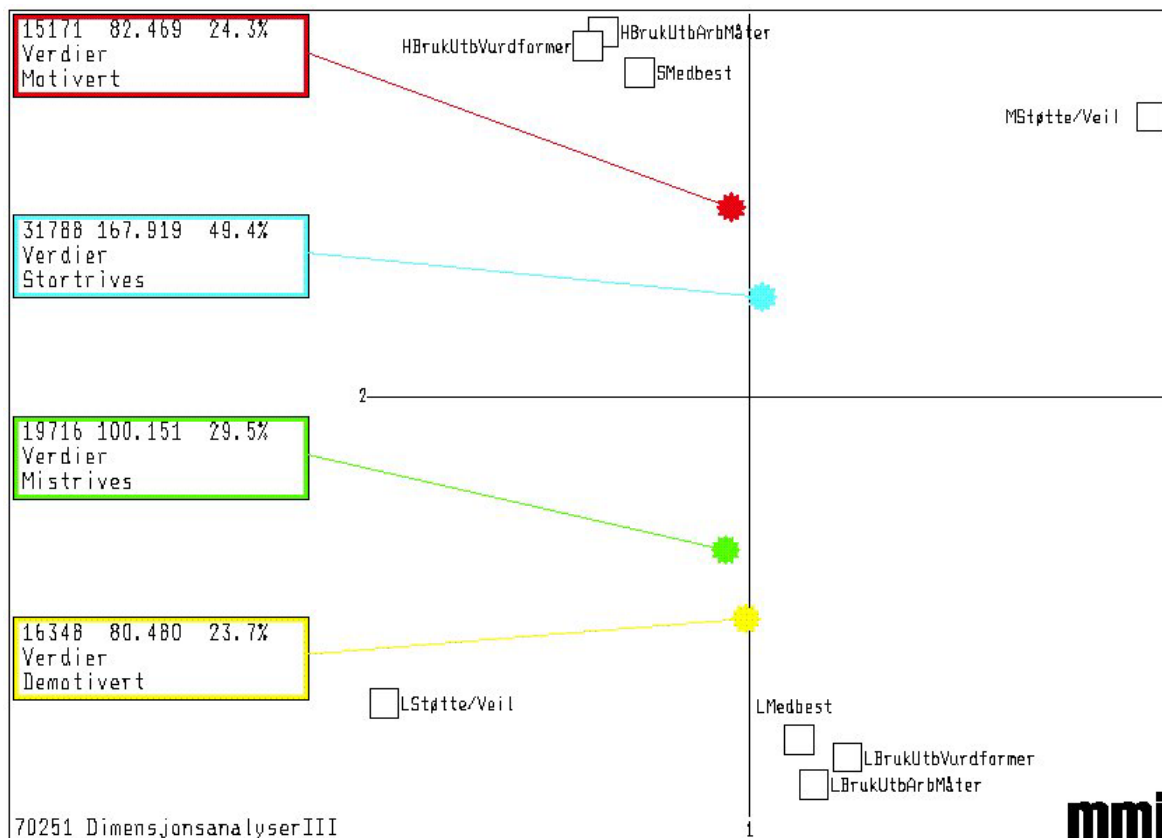 15171 82.469 24.3%
Verdier
Motivert
HBrukUtbArbMåter
HBrukUtbVurdformer
SMedbest
MStøtte/Veil
31788 167.919 49.4%
Verdier
Stortrives
2
19716 100.151 29.5%
Verdier
Mistrives
16348 80.480 23.7%
Verdier
Demotivert
LStøtte/Veil
LMedbest
LBrukUtbVurdformer
LBrukUtbArbMåter
70251 DimensjonsanalyserIII
1
mmi